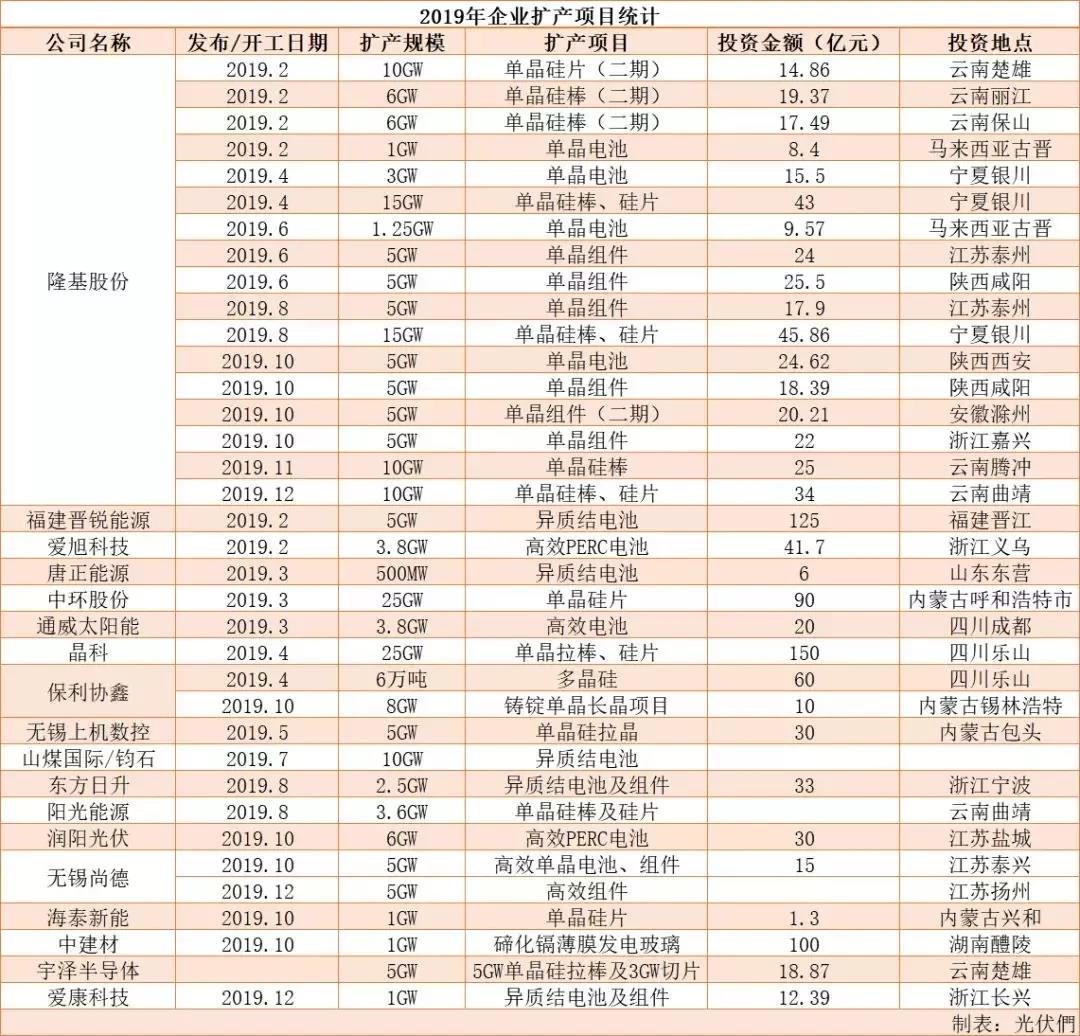 2019年企业扩产项目统计
公司名称 发布/开工日期 扩产规模 扩产项目 投资金额（亿元） 投资地点
2019.2 10GW 单晶硅片（二期） 14.86 云南楚雄
2019.2 6GW 单晶硅棒（二期） 19.37 云南丽江
2019.2 6GW 单晶硅棒（二期） 17.49 云南保山
2019.2 1GW 单晶电池 8.4 马来西亚古晋
2019.4 3GW 单晶电池 15.5 宁夏银川
2019.4 15GW 单晶硅棒、硅片 43 宁夏银川
2019.6 1.25GW 单晶电池 9.57 马来西亚古晋
2019.6 5GW 单晶组件 24 江苏泰州
隆基股份 2019.6 5GW 单晶组件 25.5 陕西咸阳
2019.8 5GW 单晶组件 17.9 江苏泰州
2019.8 15GW 单晶硅棒、硅片 45.86 宁夏银川
2019.10 5GW 单晶电池 24.62 陕西西安
2019.10 5GW 单晶组件 18.39 陕西咸阳
2019.10 5GW 单晶组件（二期） 20.21 安徽滁州
2019.10 5GW 单晶组件 22 浙江嘉兴
2019.11 10GW 单晶硅棒 25 云南腾冲
2019.12 10GW 单晶硅棒、硅片 34 云南曲靖
福建晋锐能源 2019.2 5GW 异质结电池 125 福建晋江
爱旭科技 2019.2 3.8GW 高效PERC电池 41.7 浙江义乌
唐正能源 2019.3 500MW 异质结电池 6 山东东营
中环股份 2019.3 25GW 单晶硅片 90 内蒙古呼和浩特市
通威太阳能 2019.3 3.8GW 高效电池 20 四川成都
晶科 2019.4 25GW 单晶拉棒、硅片 150 四川乐山
保利协鑫 2019.4 6万吨 多晶硅 60 四川乐山
2019.10 8GW 铸锭单晶长晶项目 10 内蒙古锡林浩特
无锡上机数控 2019.5 5GW 单晶硅拉晶 30 内蒙古包头
山煤国际/钧石 2019.7 10GW 异质结电池
东方日升 2019.8 2.5GW 异质结电池及组件 33 浙江宁波
阳光能源 2019.8 3.6GW 单晶硅棒及硅片 云南曲靖
润阳光伏 2019.10 6GW 高效PERC电池 30 江苏盐城
无锡尚德 2019.10 5GW 高效单晶电池、组件 15 江苏泰兴
2019.12 5GW 高效组件 江苏扬州
海泰新能 2019.10 1GW 单晶硅片 1.3 内蒙古兴和
中建材 2019.10 1GW 碲化镉薄膜发电玻璃 100 湖南醴陵
宇泽半导体 5GW 5GW单晶硅拉棒及3GW切片 18.87 云南楚雄
爱康科技 2019.12 1GW 异质结电池及组件 12.39 浙江长兴
制表：光伏們